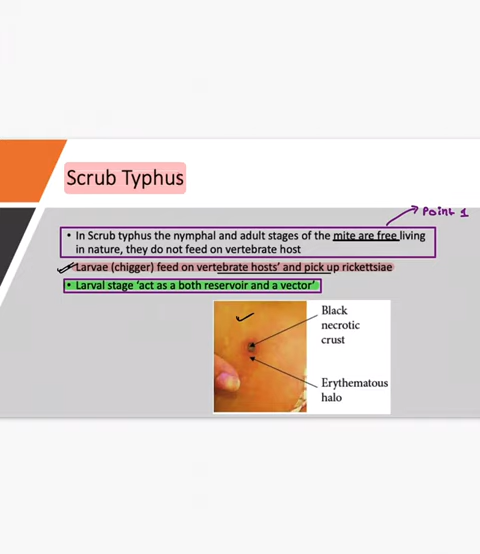 Scrub Typhus
Point 1
• In Scrub typhus the nymphal and adult stages of the mite are free living
in nature, they do not feed on vertebrate host
Larvae (chigger) feed on vertebrate hosts’ and pick up rickettsiae
• Larval stage ‘act as a both reservoir and a vector’
Black
necrotic
crust
Erythematous
halo